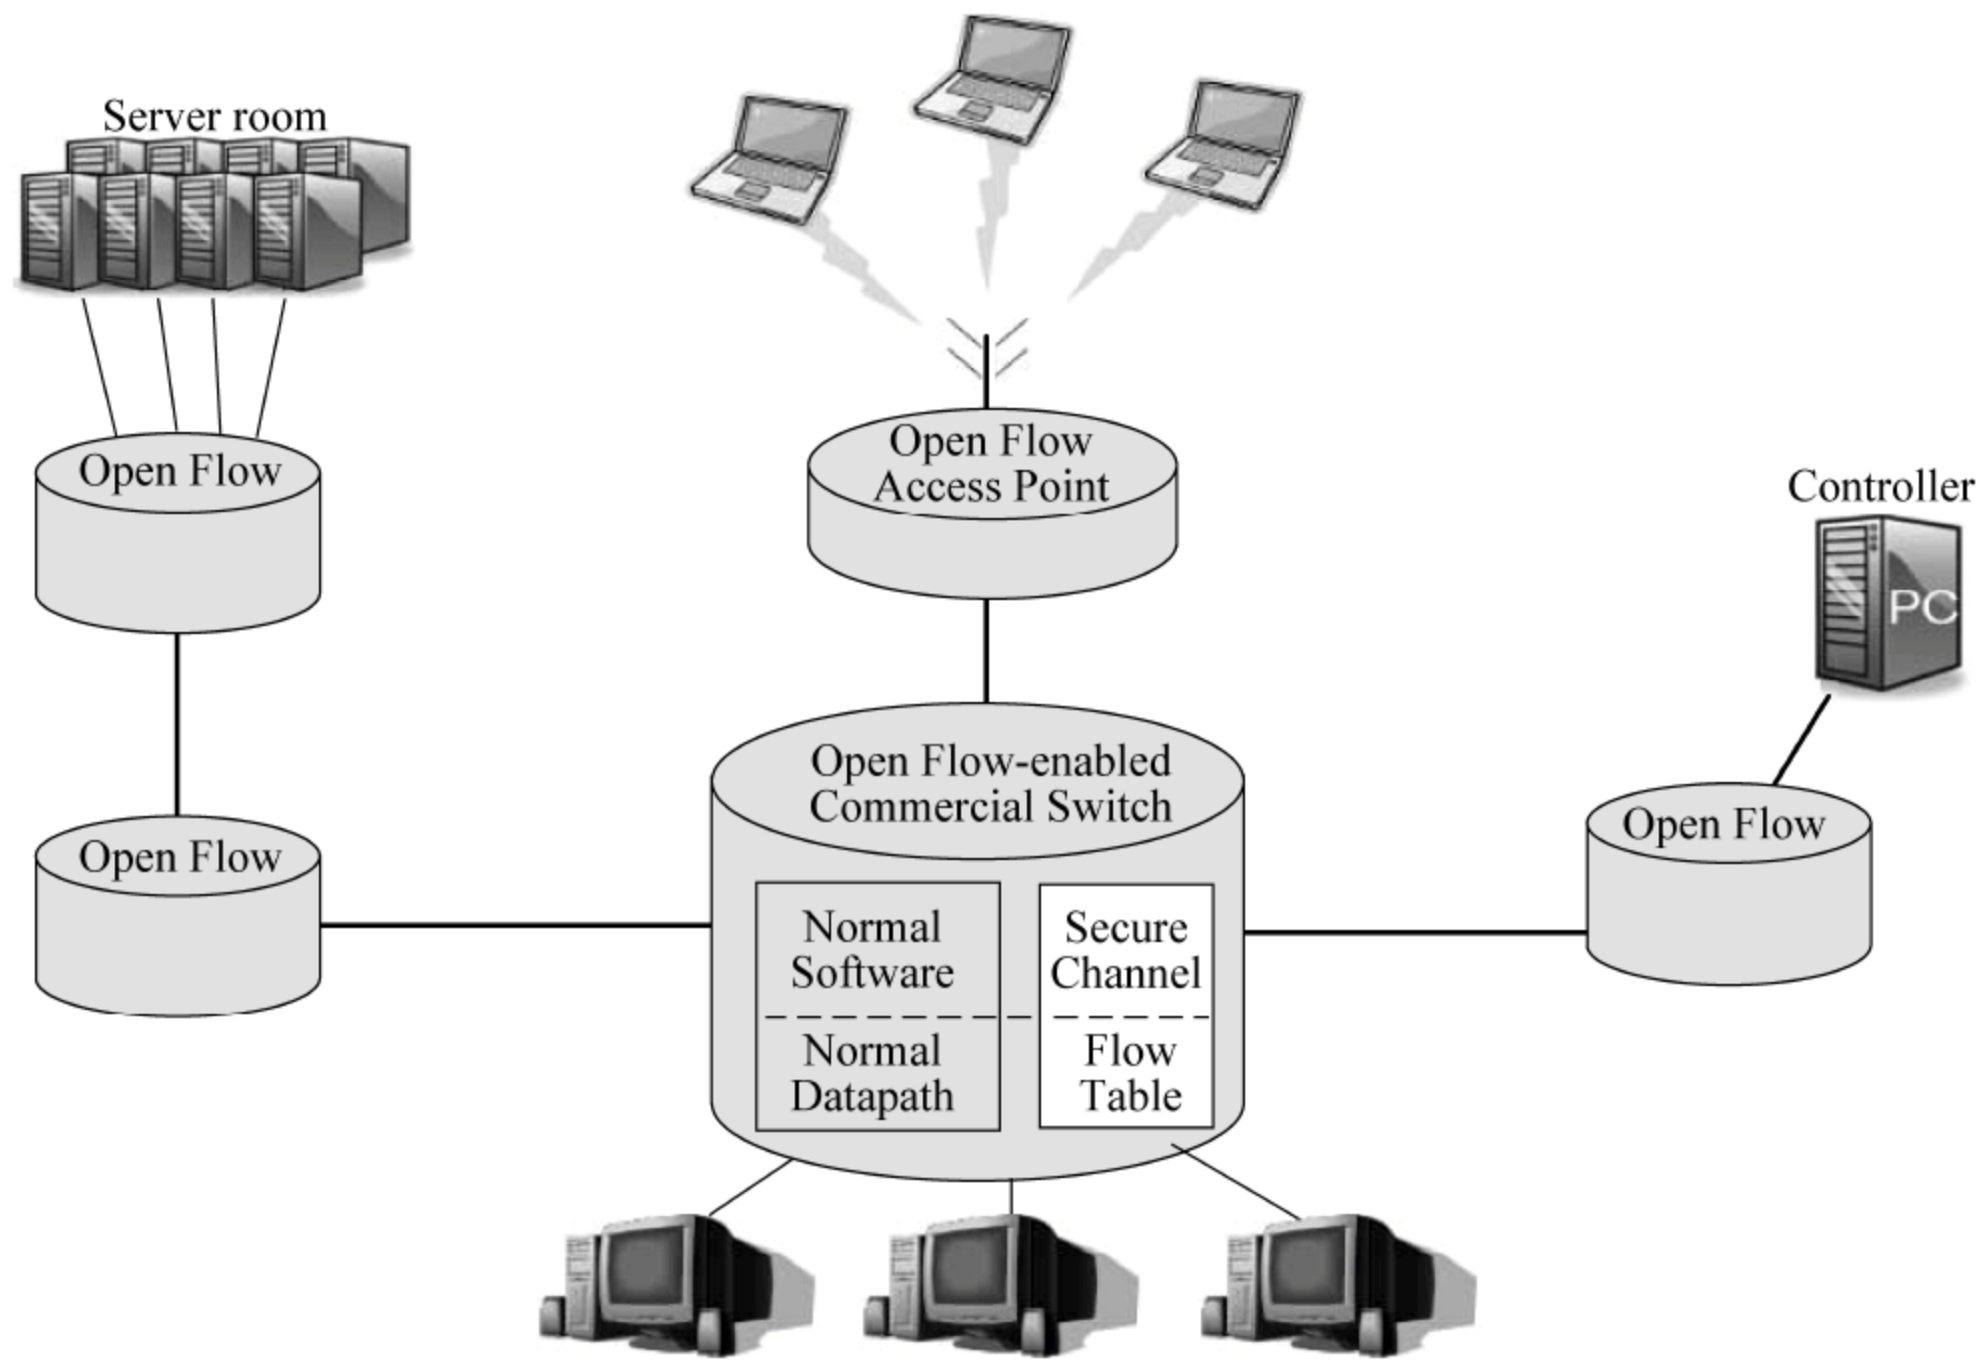 Server room
Open Flow
Access Point
Open Flow
Controller
PC
Open Flow-enabled
Commercial Switch
Open Flow
Open Flow
Normal
Software
Secure
Channel
Normal
Datapath
Flow
Table